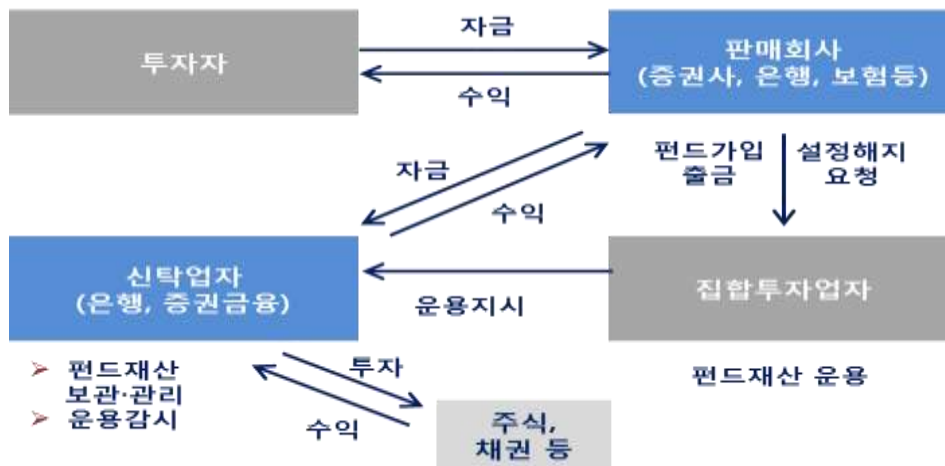 투자자
자금
수익
판매회사
(증권사, 은행, 보험등)
자금
수익
펀드가입
출금
설정해지
요청
신탁업자
(은행, 증권금융)
운용지시
집합투자업자
➢ 펀드재산
보관·관리
➢ 운용감시
투자
수익
주식,
채권 등
펀드재산 운용